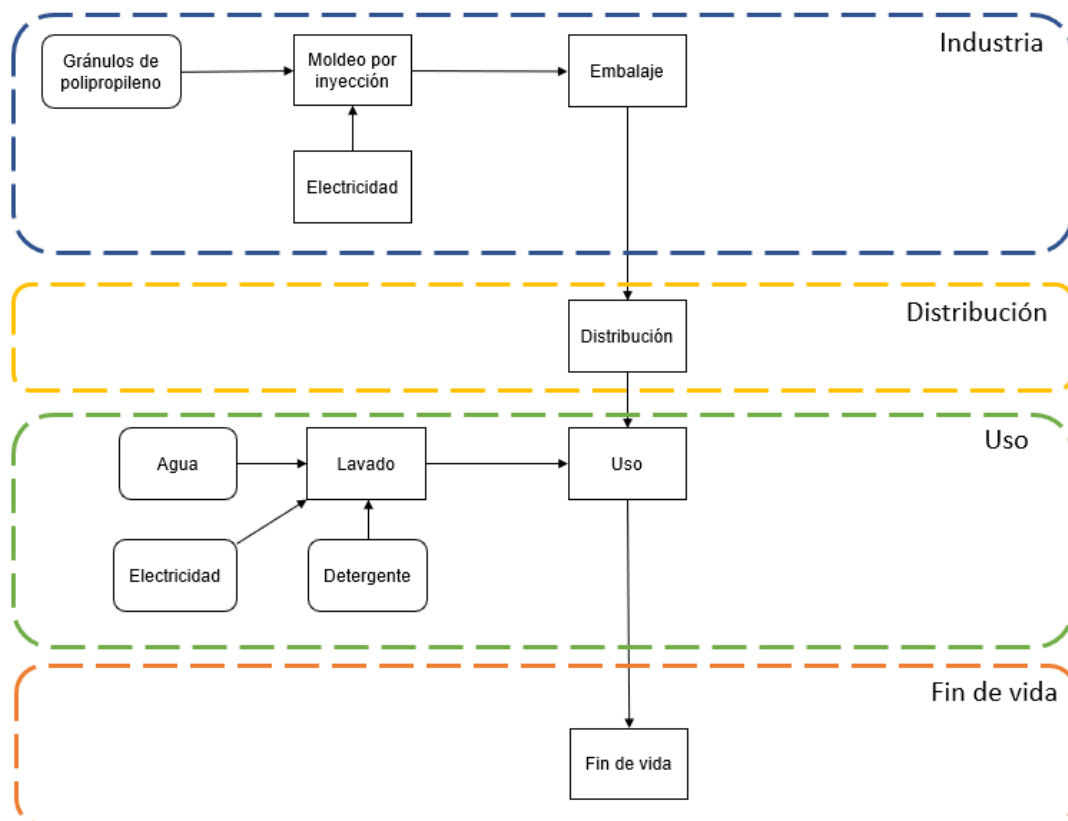 Industria
Gránulos de
polipropileno
Moldeo por
inyección
Embalaje
Electricidad
Distribución
Distribución
Uso
Agua
Lavado
Uso
Electricidad
Detergente
Fin de vida
Fin de vida